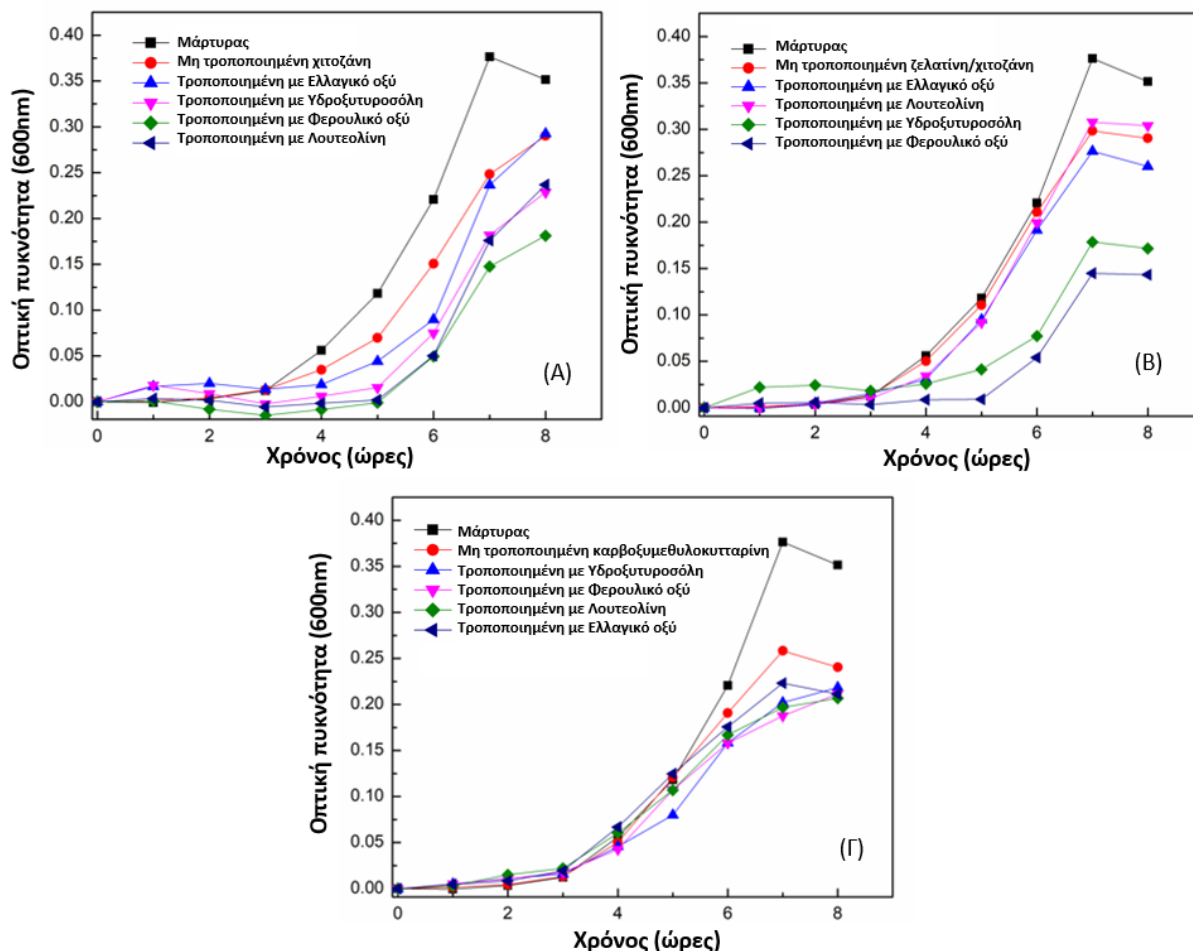 Οπτική πυκνότητα (600nm)
0.40
0.35
0.30
0.25
0.20
0.15
0.10
0.05
0.00
Μάρτυρας
Μη τροποποιημένη χιτοζάνη
Τροποποιημένη με Ελλαγικό οξύ
Τροποποιημένη με Υδροξυτυροσόλη
Τροποποιημένη με Φερουλικό οξύ
Τροποποιημένη με Λουτεολίνη
(Α)
0 2 4 6 8
Χρόνος (ώρες)
Οπτική πυκνότητα (600nm)
0.40
0.35
0.30
0.25
0.20
0.15
0.10
0.05
0.00
Μάρτυρας
Μη τροποποιημένη ζελατίνη/χιτοζάνη
Τροποποιημένη με Ελλαγικό οξύ
Τροποποιημένη με Λουτεολίνη
Τροποποιημένη με Υδροξυτυροσόλη
Τροποποιημένη με Φερουλικό οξύ
(Β)
0 2 4 6 8
Χρόνος (ώρες)
Οπτική πυκνότητα (600nm)
0.40
0.35
0.30
0.25
0.20
0.15
0.10
0.05
0.00
Μάρτυρας
Μη τροποποιημένη καρβοξυμεθυλοκυτταρίνη
Τροποποιημένη με Υδροξυτυροσόλη
Τροποποιημένη με Φερουλικό οξύ
Τροποποιημένη με Λουτεολίνη
Τροποποιημένη με Ελλαγικό οξύ
(Γ)
0 2 4 6 8
Χρόνος (ώρες)